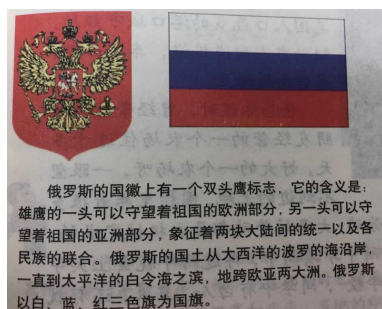 俄罗斯的国徽上有一个双头鹰标志，它的含义是：
雄鹰的一头可以守望着祖国的欧洲部分，另一头可以守
望着祖国的亚洲部分，象征着两块大陆间的统一以及各
民族的联合。俄罗斯的国土从大西洋的波罗的海沿岸，
一直到太平洋的白令海之滨，地跨欧亚两大洲。俄罗斯
以白、蓝、红三色旗为国旗。